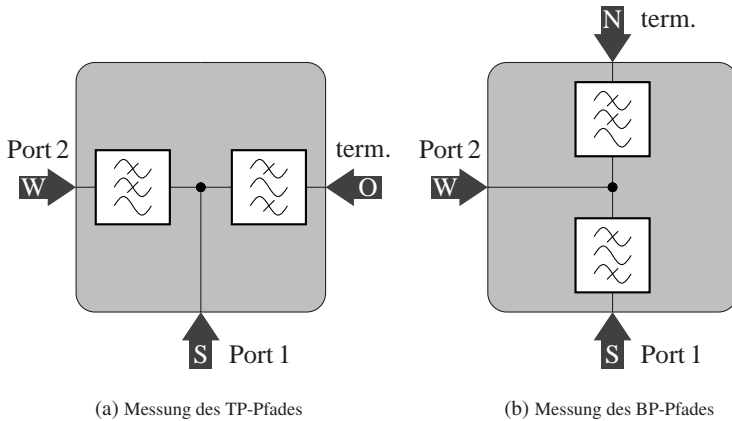 N term.
Port 2 term.
W O
S Port 1
Port 2
W
S Port 1
(a) Messung des TP-Pfades
(b) Messung des BP-Pfades